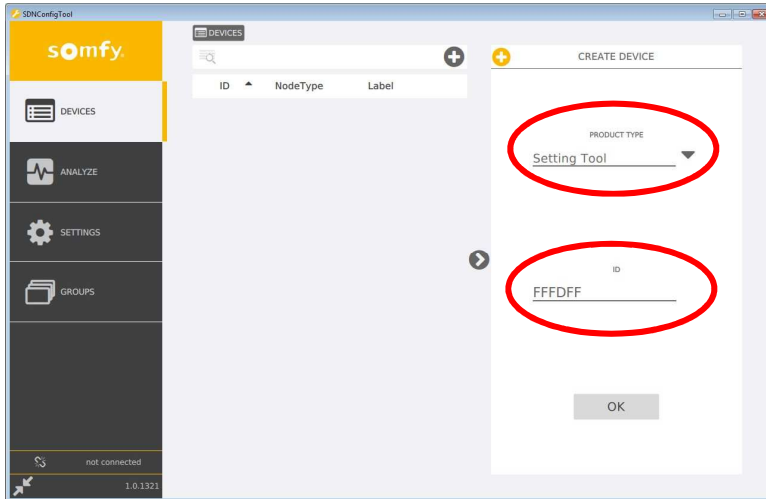 SDNConfigTool
somfy.
DEVICES
ANALYZE
SETTINGS
GROUPS
not connected
1.0.1321
DEVICES
ID NodeType Label
CREATE DEVICE
PRODUCT TYPE
Setting Tool
ID
FFFDFF
OK